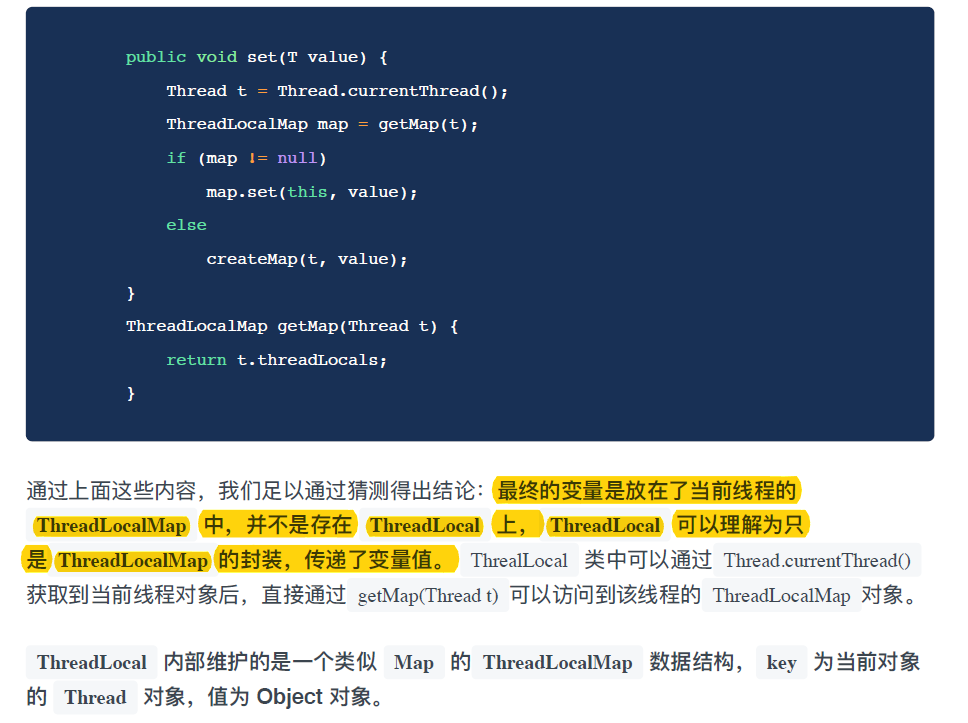 public void set(T value) {
Thread t = Thread.currentThread();
ThreadLocalMap map = getMap(t);
if (map != null)
map.set(this, value);
else
createMap(t, value);
}
ThreadLocalMap getMap(Thread t) {
return t.threadLocals;
}
通过上面这些内容，我们足以通过猜测得出结论：最终的变量是放在了当前线程的
ThreadLocalMap 中，并不是存在 ThreadLocal 上，ThreadLocal 可以理解为只
是 ThreadLocalMap 的封装，传递了变量值。 ThrealLocal 类中可以通过 Thread.currentThread()
获取到当前线程对象后，直接通过 getMap(Thread t) 可以访问到该线程的 ThreadLocalMap 对象。
ThreadLocal 内部维护的是一个类似 Map 的 ThreadLocalMap 数据结构， key 为当前对象
的 Thread 对象，值为 Object 对象。